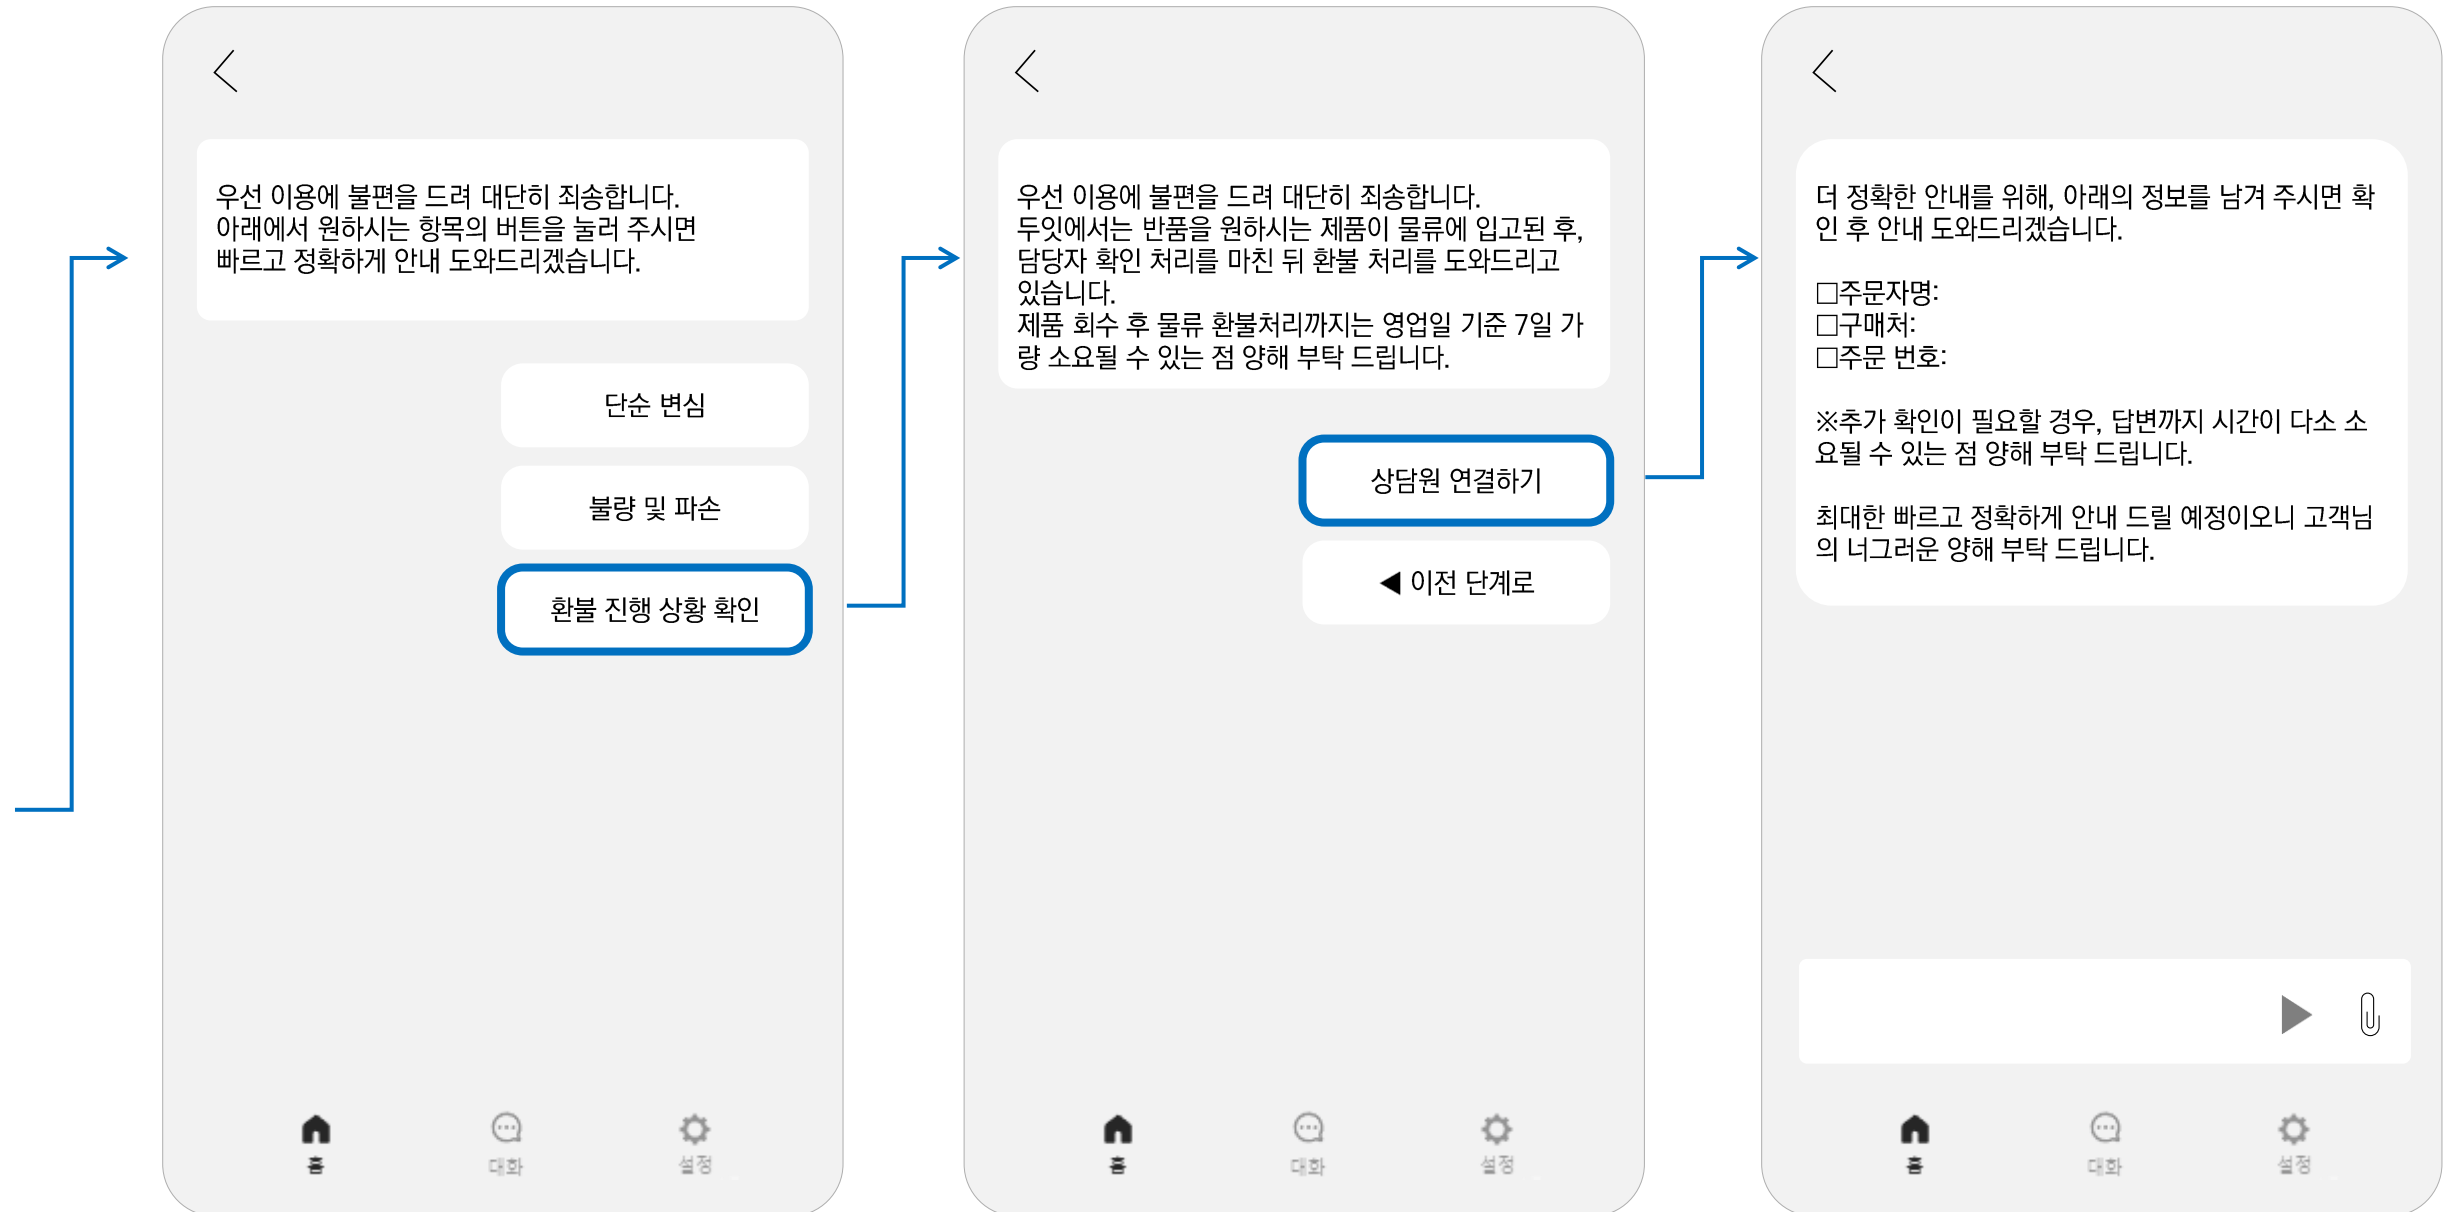 우선 이용에 불편을 드려 대단히 죄송합니다.
아래에서 원하시는 항목의 버튼을 눌러 주시면
빠르고 정확하게 안내 도와드리겠습니다.
단순 변심
불량 및 파손
환불 진행 상황 확인
홈
대화
설정
우선 이용에 불편을 드려 대단히 죄송합니다.
두잇에서는 반품을 원하시는 제품이 물류에 입고된 후,
담당자 확인 처리를 마친 뒤 환불 처리를 도와드리고
있습니다.
제품 회수 후 물류 환불처리까지는 영업일 기준 7일 가
량 소요될 수 있는 점 양해 부탁 드립니다.
상담원 연결하기
◀ 이전 단계로
홈
대화
설정
더 정확한 안내를 위해, 아래의 정보를 남겨 주시면 확
인 후 안내 도와드리겠습니다.
□주문자명:
□구매처:
□주문 번호:
※추가 확인이 필요할 경우, 답변까지 시간이 다소 소
요될 수 있는 점 양해 부탁 드립니다.
최대한 빠르고 정확하게 안내 드릴 예정이오니 고객님
의 너그러운 양해 부탁 드립니다.
홈
대화
설정